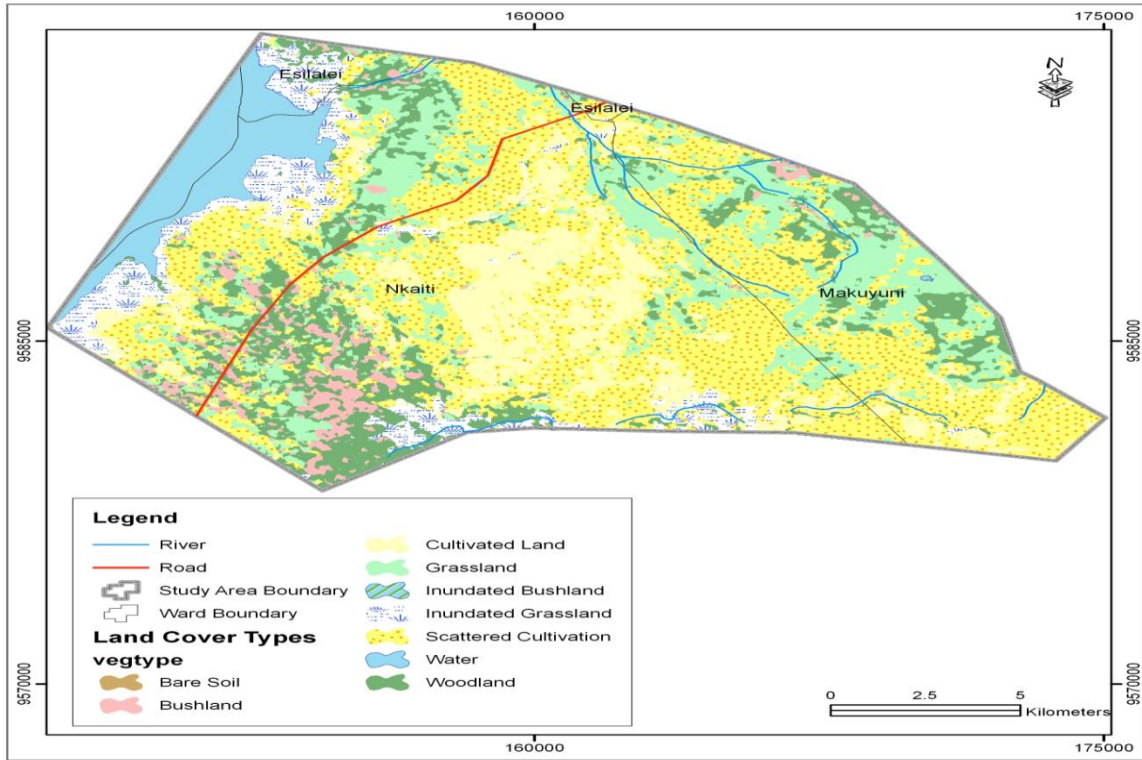 160000
175000
N
Esilalei
Esilalei
Nkaiti
Makuyuni
9585000
9585000
Legend
River
Road
Study Area Boundary
Ward Boundary
Land Cover Types
vegtype
Bare Soil
Bushland
Cultivated Land
Grassland
Inundated Bushland
Inundated Grassland
Scattered Cultivation
Water
Woodland
9570000
9570000
0 2.5 5
Kilometers
160000
175000